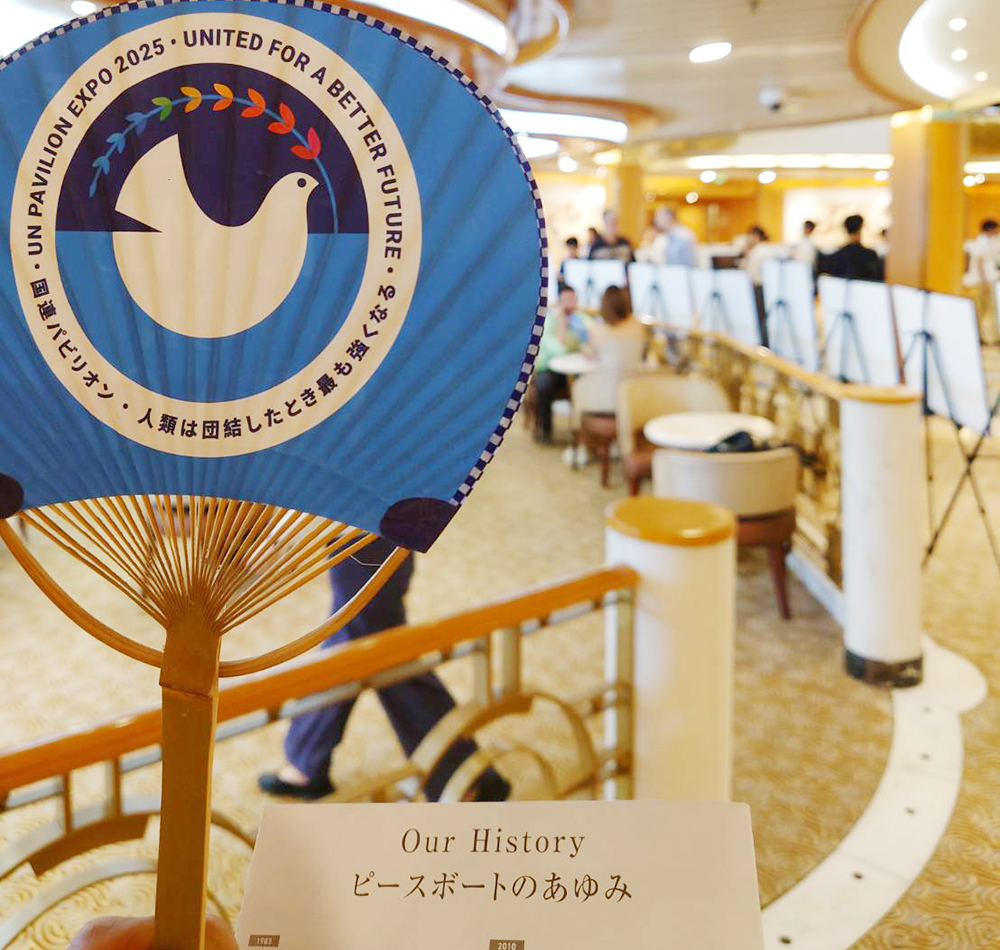 UN PAVILION EXPO 2025 · UNITED FOR A BETTER FUTURE ·
国連パビリオン · 人類は団結したとき最も強くなる ·
Our History
ピースボートのあゆみ
1983
2010